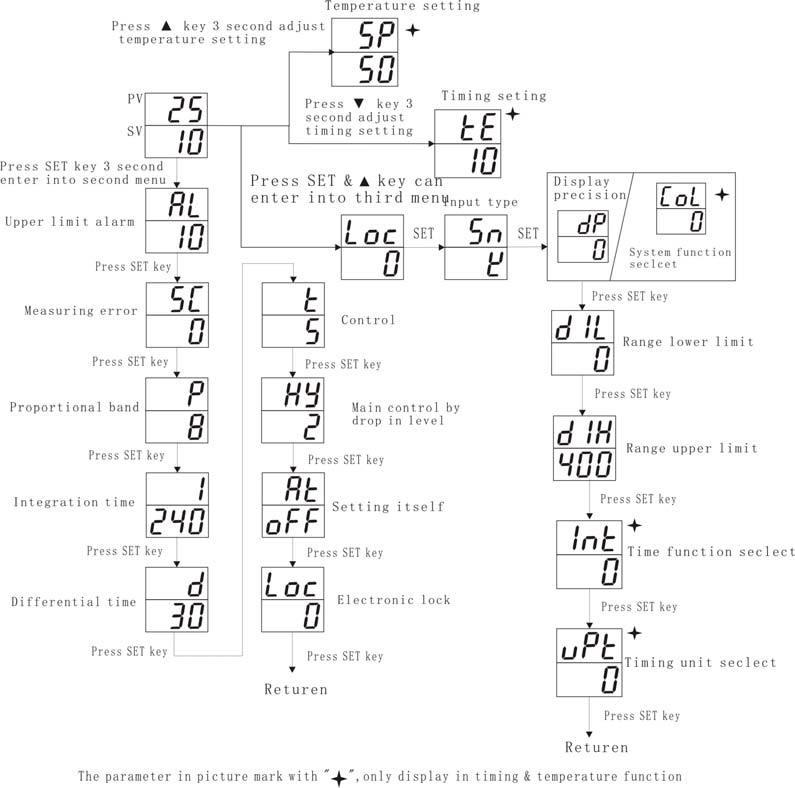 Temperature setting
Press ▲ key 3 second adjust
temperature setting
SP
50
Timing seting
Press ▼ key 3
second adjust
timing setting
tE
10
PV
25
SV
10
Press SET key 3 second
enter into second menu
Press SET & ▲ key can
enter into third menu
AL
10
Upper limit alarm
Press SET key
Loc
0
SET
Input type
Sn
SET
Display
precision
dP
0
CoL
0
System function
seclcet
SC
0
Measuring error
Press SET key
P
8
Proportional band
Press SET key
I
240
Integration time
Press SET key
d
30
Differential time
Press SET key
t
5
Control
Press SET key
HY
2
Main control by
drop in level
Press SET key
At
oFF
Setting itself
Press SET key
Loc
0
Electronic lock
Press SET key
Returen
Press SET key
dIL
0
Range lower limit
Press SET key
dIH
400
Range upper limit
Press SET key
Int
0
Time function seclect
Press SET key
uPt
0
Timing unit seclect
Press SET key
Returen
The parameter in picture mark with "✦",only display in timing & temperature function